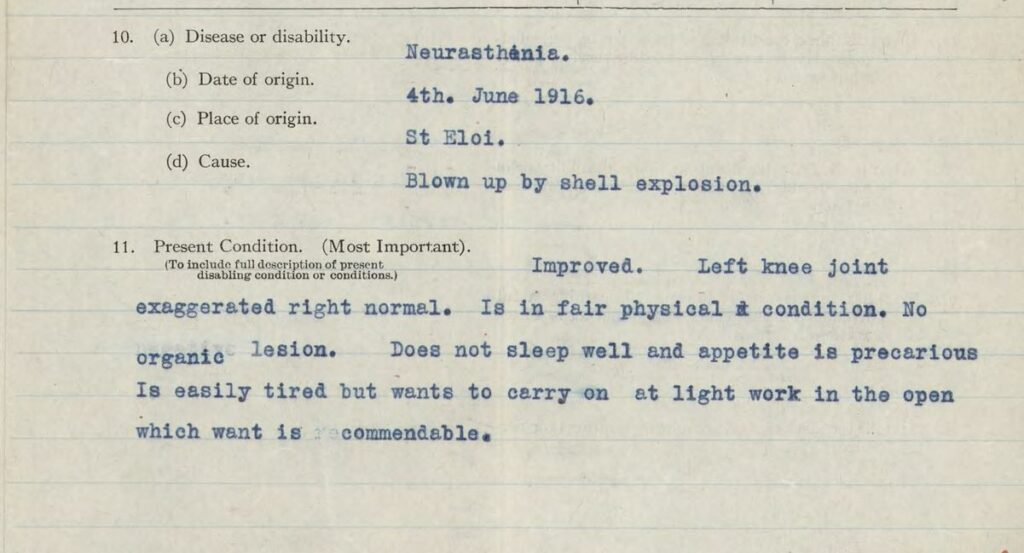 10. (a) Disease or disability.
Neurasthenia.
(b) Date of origin.
4th. June 1916.
(c) Place of origin.
St Eloi.
(d) Cause.
Blown up by shell explosion.
11. Present Condition. (Most Important).
(To include full description of present
disabling condition or conditions.)
Improved. Left knee joint
exaggerated right normal. Is in fair physical condition. No
organic lesion. Does not sleep well and appetite is precarious
Is easily tired but wants to carry on at light work in the open
which want is recommendable.